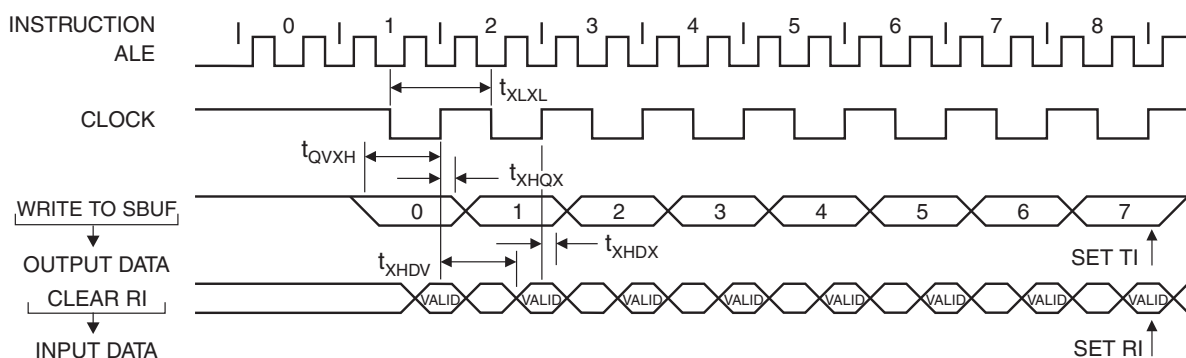 INSTRUCTION 0 1 2 3 4 5 6 7 8
ALE
tXLXL
CLOCK
tQVXH
tXHQX
WRITE TO SBUF 0 1 2 3 4 5 6 7
tXHDX
tXHDV
SET TI
OUTPUT DATA
CLEAR RI VALID VALID VALID VALID VALID VALID VALID VALID
INPUT DATA SET RI